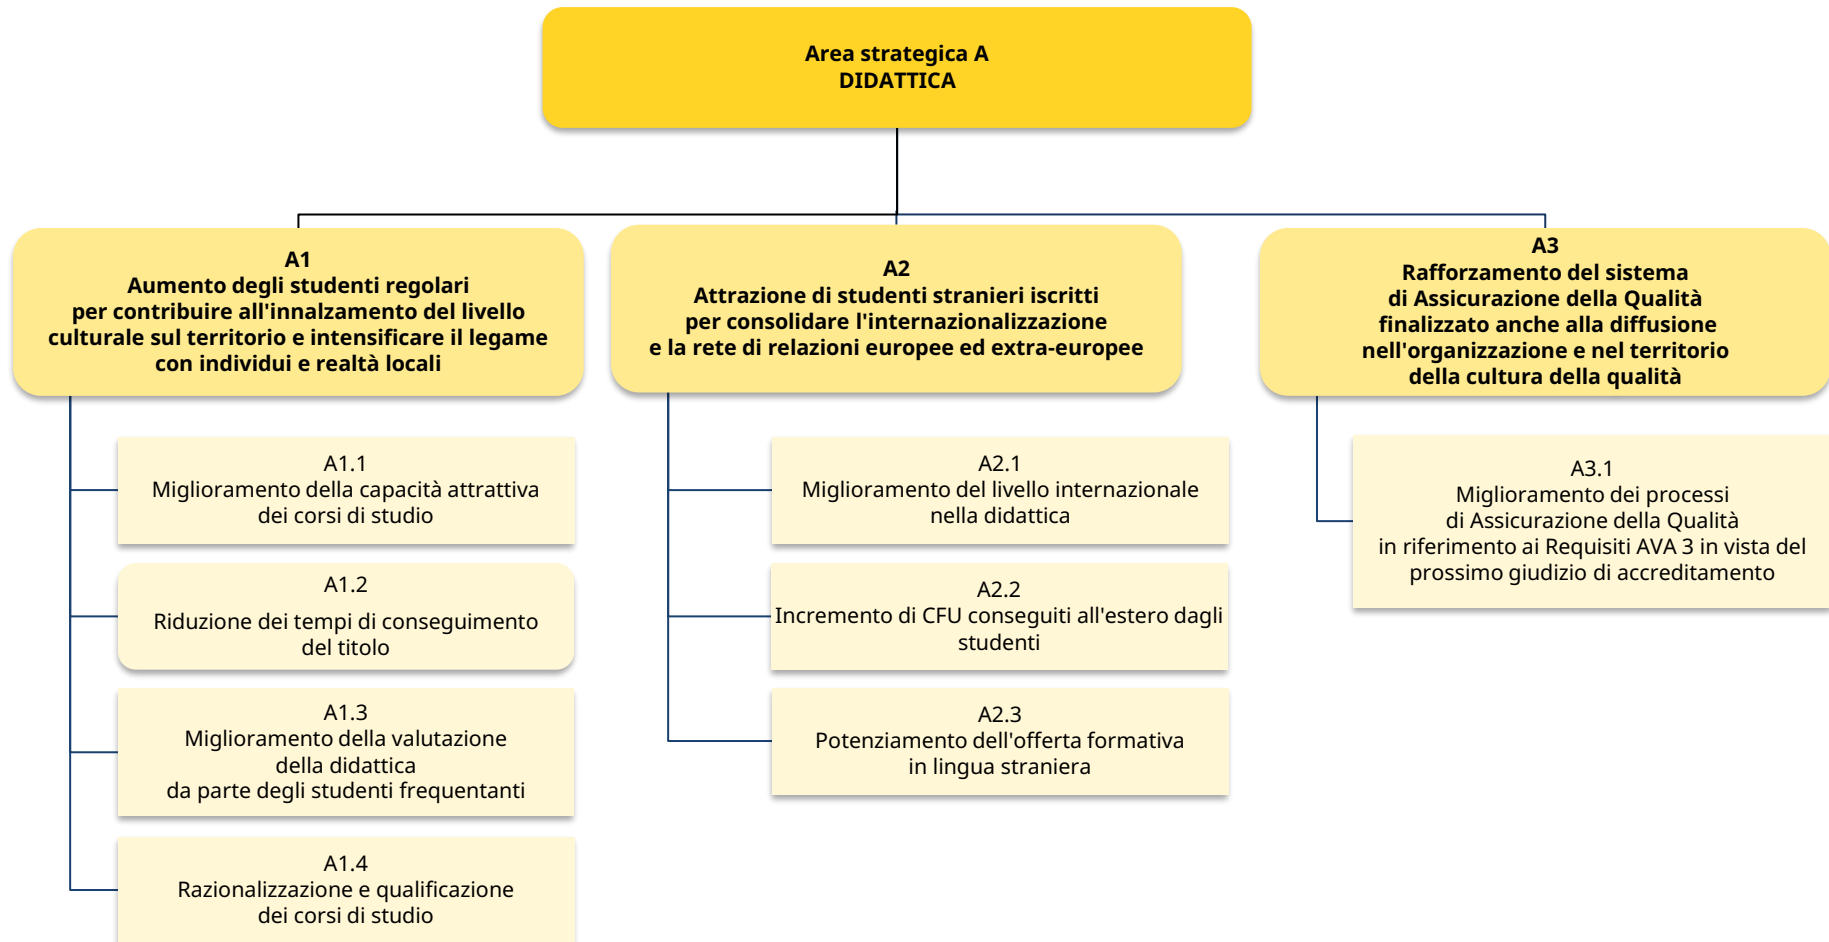 Area strategica A
DIDATTICA
A1
Aumento degli studenti regolari
per contribuire all'innalzamento del livello
culturale sul territorio e intensificare il legame
con individui e realtà locali
A1.1
Miglioramento della capacità attrattiva
dei corsi di studio
A1.2
Riduzione dei tempi di conseguimento
del titolo
A1.3
Miglioramento della valutazione
della didattica
da parte degli studenti frequentanti
A1.4
Razionalizzazione e qualificazione
dei corsi di studio
A2
Attrazione di studenti stranieri iscritti
per consolidare l'internazionalizzazione
e la rete di relazioni europee ed extra-europee
A2.1
Miglioramento del livello internazionale
nella didattica
A2.2
Incremento di CFU conseguiti all'estero dagli
studenti
A2.3
Potenziamento dell'offerta formativa
in lingua straniera
A3
Rafforzamento del sistema
di Assicurazione della Qualità
finalizzato anche alla diffusione
nell'organizzazione e nel territorio
della cultura della qualità
A3.1
Miglioramento dei processi
di Assicurazione della Qualità
in riferimento ai Requisiti AVA 3 in vista del
prossimo giudizio di accreditamento